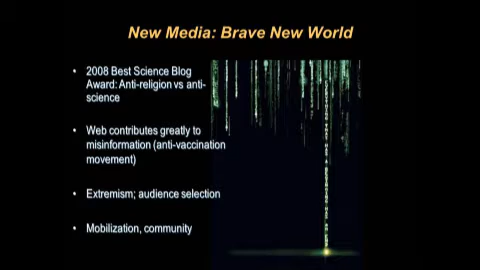 New Media: Brave New World
• 2008 Best Science Blog
Award: Anti-religion vs anti-
science
• Web contributes greatly to
misinformation (anti-vaccination
movement)
• Extremism; audience selection
• Mobilization, community